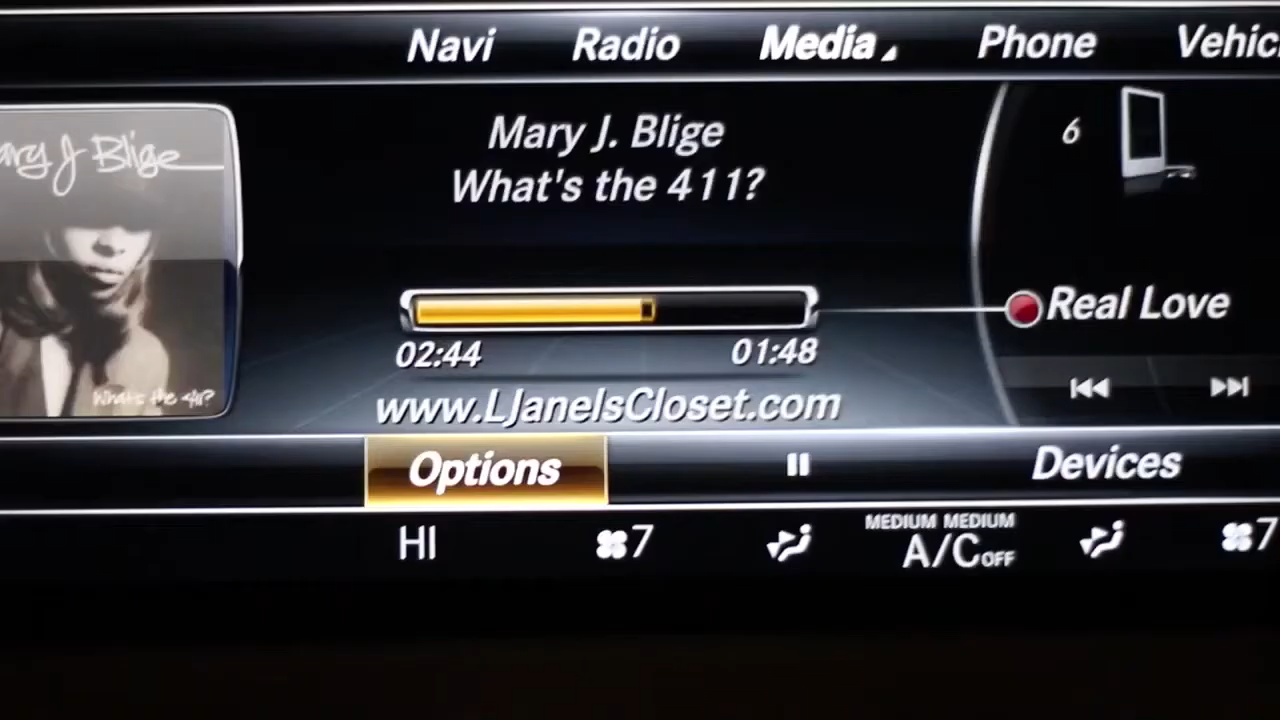 Navi Radio Media Phone Vehic
ary J Blige
What's the 411?
Mary J. Blige
What's the 411?
6
Real Love
02:44 01:48
www.LJanelsCloset.com
Options Devices
HI 7 MEDIUM MEDIUM 7
A/C OFF